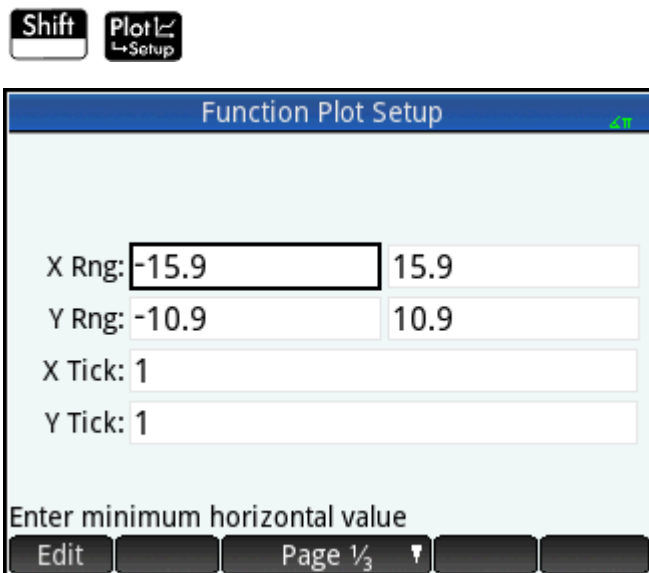 Shift Plot
↳Setup
Function Plot Setup ∡π
X Rng: -15.9 15.9
Y Rng: -10.9 10.9
X Tick: 1
Y Tick: 1
Enter minimum horizontal value
Edit Page ⅓